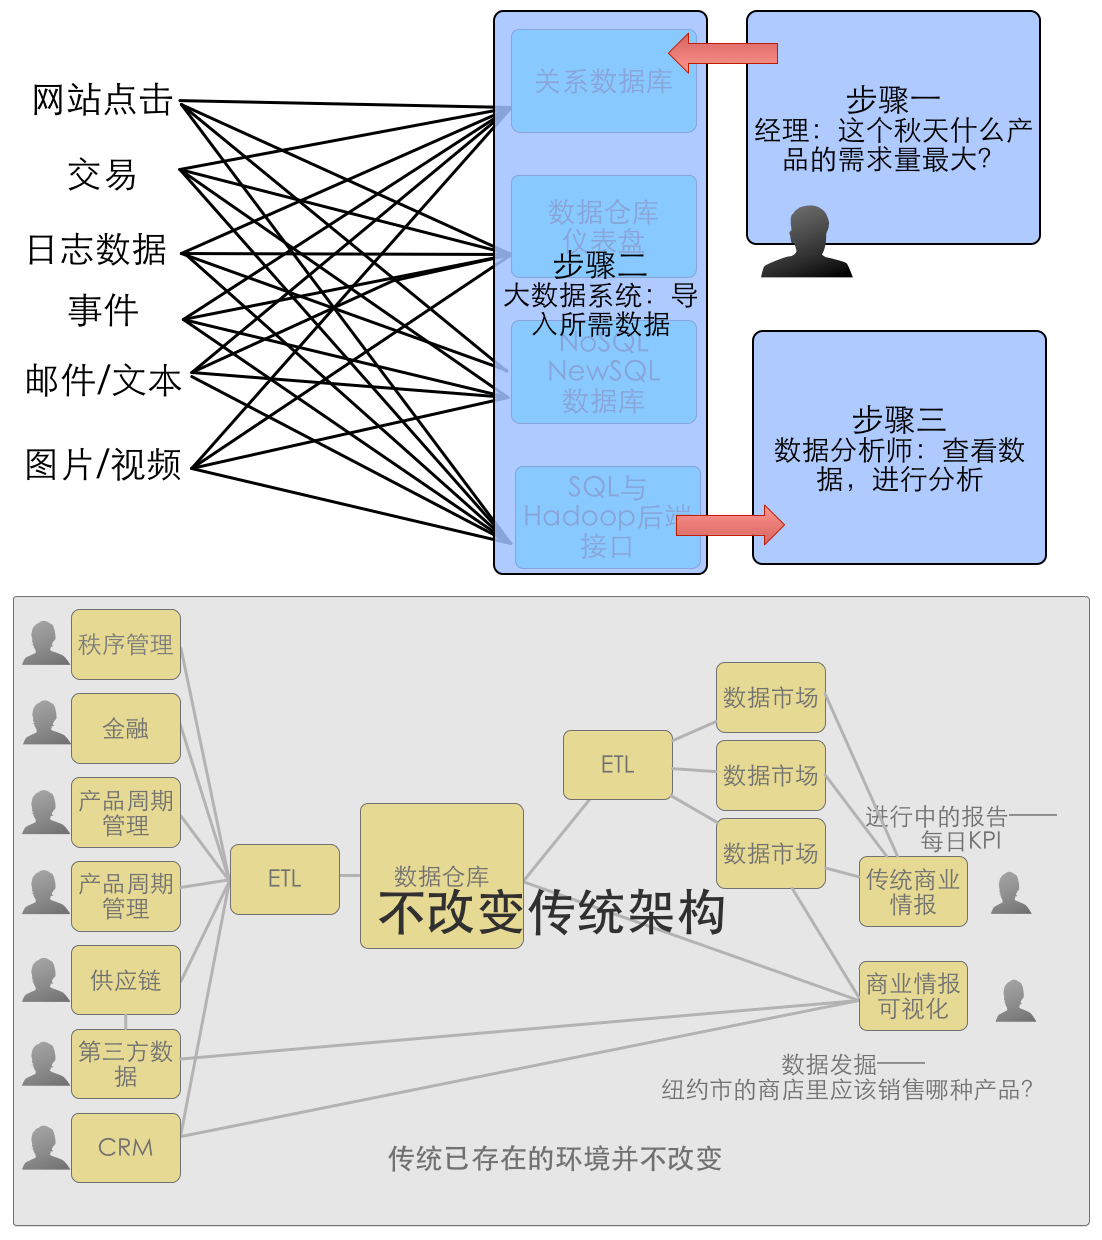 网站点击
交易
日志数据
事件
邮件/文本
图片/视频
关系数据库
数据仓库
仪表盘
步骤二
大数据系统：导
入所需数据
NoSQL
NewSQL
数据库
SQL与
Hadoop后端
接口
步骤一
经理：这个秋天什么产
品的需求量最大？
步骤三
数据分析师：查看数
据，进行分析
秩序管理
金融
产品周期
管理
产品周期
管理
供应链
第三方数
据
CRM
ETL
数据仓库
不改变传统架构
ETL
数据市场
数据市场
数据市场
进行中的报告——
每日KPI
传统商业
情报
商业情报
可视化
数据发掘——
纽约市的商店里应该销售哪种产品？
传统已存在的环境并不改变